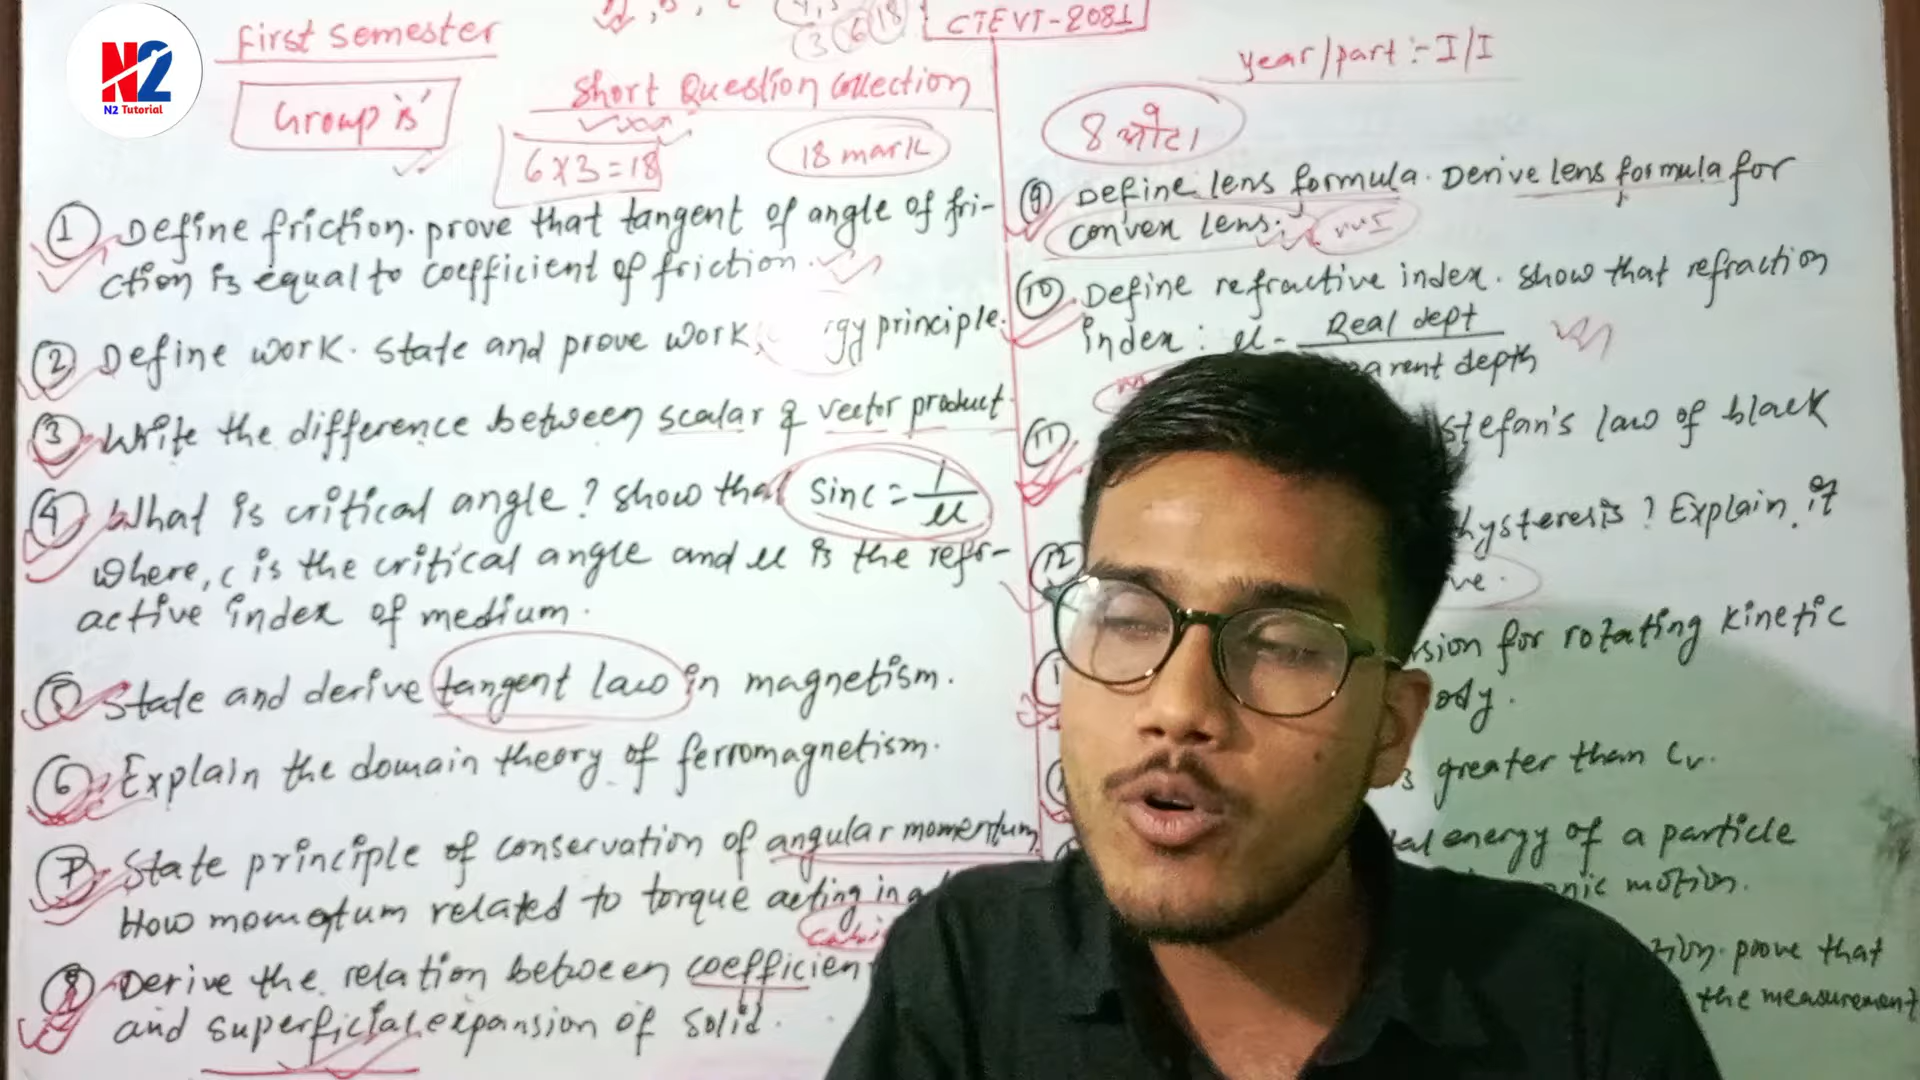 N2
N2 Tutorial
First Semester
CTEVT-2081
year/part :- I/I
Short Question Collection
6x3=18
18 mark
① Define friction. prove that tangent of angle of fri-
ction is equal to coefficient of friction.
② Define work. State and prove work rgy principle.
③ Write the difference between scalar & vector product.
④ What is critical angle? Show that sinc = 1/μ
where, c is the critical angle and μ is the refr-
active index of medium.
⑤ State and derive tangent law in magnetism.
⑥ Explain the domain theory of ferromagnetism.
⑦ State principle of conservation of angular momentum
How momentum related to torque acting in a
⑧ Derive the relation between coefficien
and superficial expansion of solid.
⑨ Define lens formula. Derive lens formula for
convex lens.
⑩ Define refractive index. Show that refraction
index : μ - Real dept
arent depth
⑪ stefan's law of black
⑫ hysteresis? Explain it
ve.
sion for rotating kinetic
ody.
s greater than Cv.
al energy of a particle
nic motion.
tion. prove that
the measurement